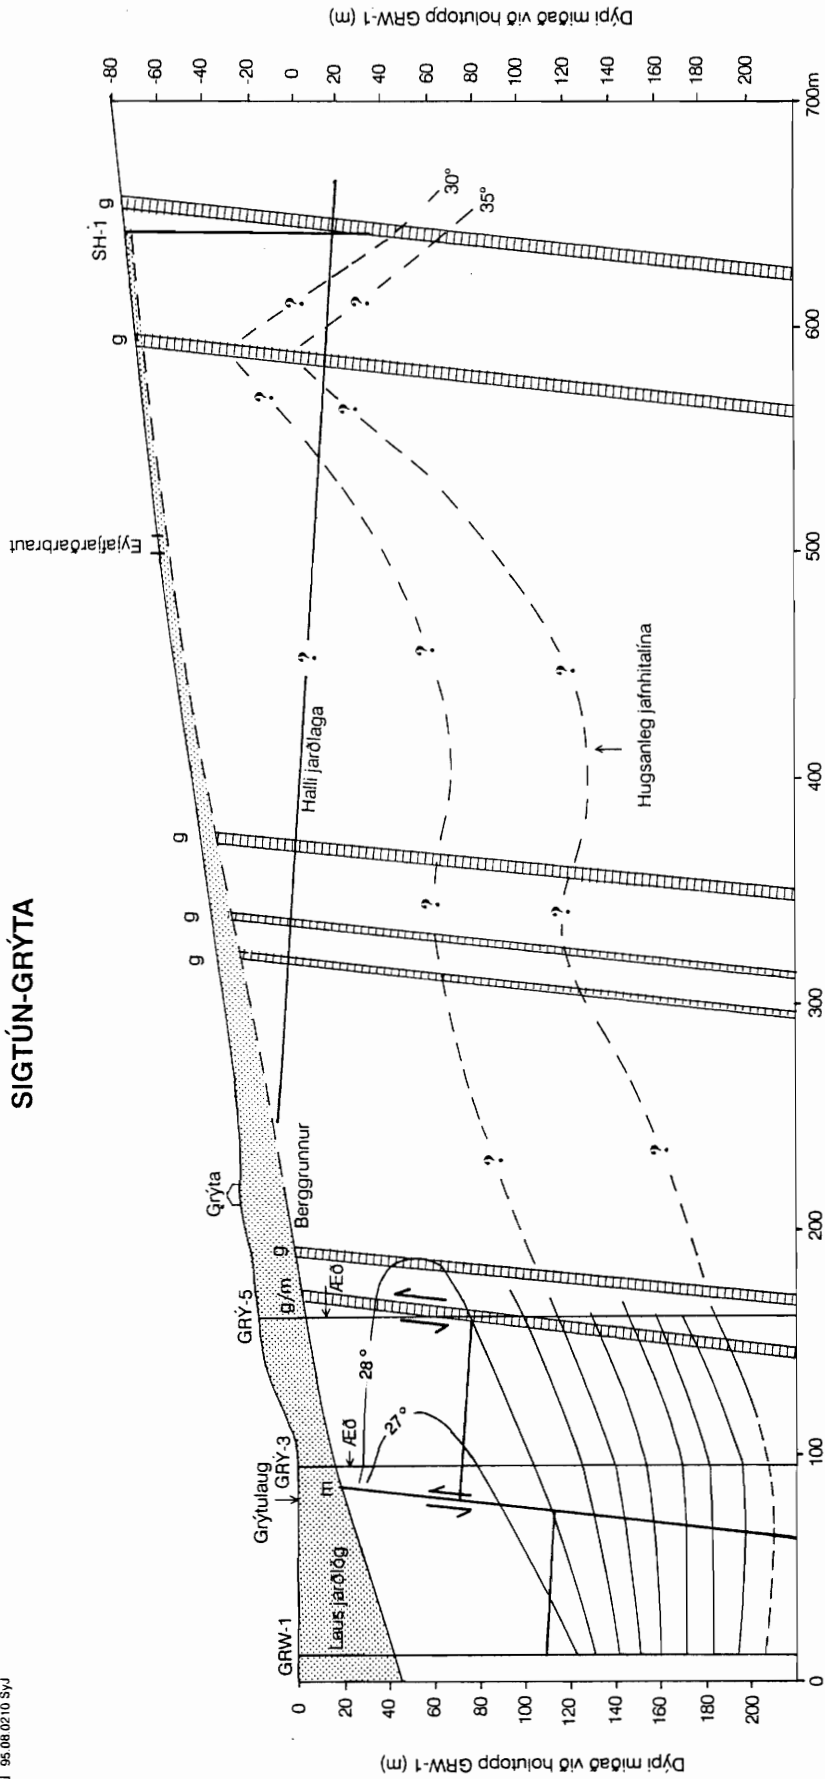 95.08.0210 SyJ
SIGTÚN-GRÝTA
Dýpi miðað við holutopp GRW-1 (m)
0
20
40
60
80
100
120
140
160
180
200
GRW-1
Laus jarðlög
Grýtulaug
GRÝ-3
m
Æð
GRÝ-5
g/m
g
Æð
28°
27°
Grýta
Berggrunnur
g
g
g
Halli jarðlaga
Eyjafjarðarbraut
g
SH-1
g
30°
35°
Hugsanleg jafnhitalína
?
?
?
?
?
?
?
?
?
?
?
0
100
200
300
400
500
600
700m
-80
-60
-40
-20
0
20
40
60
80
100
120
140
160
180
200
Dýpi miðað við holutopp GRW-1 (m)